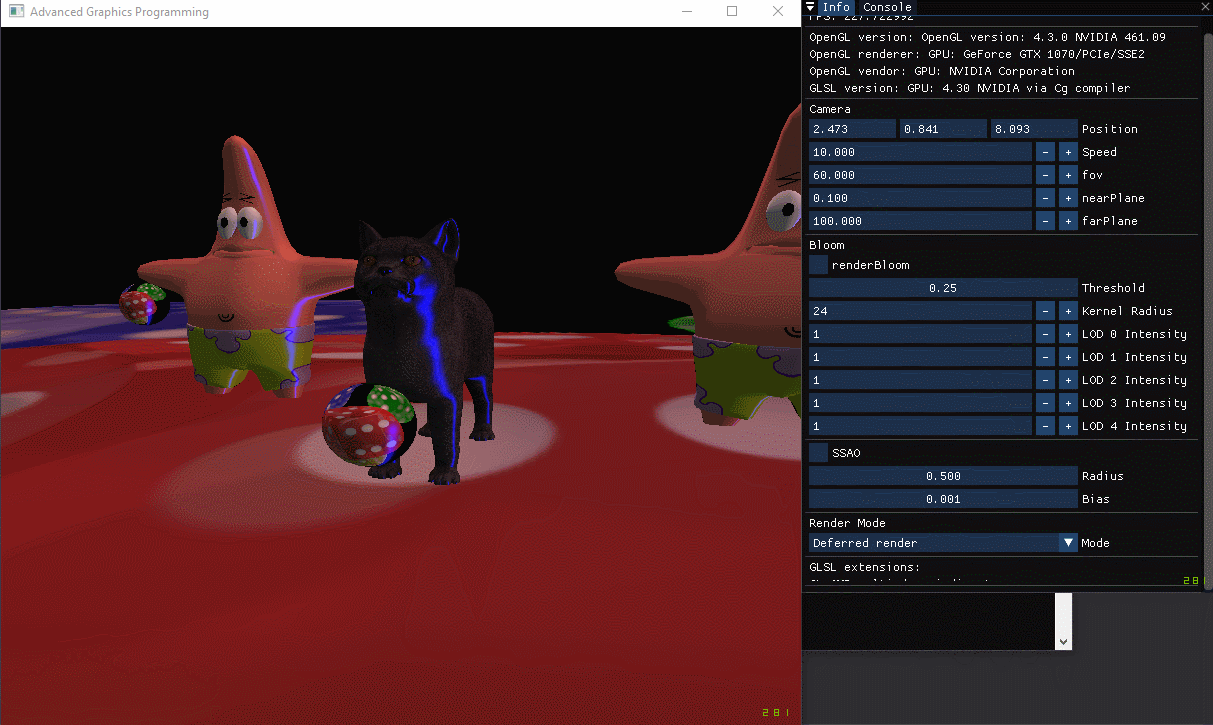 Advanced Graphics Programming
Info Console
FPS: 227.722992
OpenGL version: OpenGL version: 4.3.0 NVIDIA 461.09
OpenGL renderer: GPU: GeForce GTX 1070/PCIe/SSE2
OpenGL vendor: GPU: NVIDIA Corporation
GLSL version: GPU: 4.30 NVIDIA via Cg compiler
Camera
2.473 0.841 8.093 Position
10.000 - + Speed
60.000 - + fov
0.100 - + nearPlane
100.000 - + farPlane
Bloom
renderBloom
0.25 Threshold
24 - + Kernel Radius
1 - + LOD 0 Intensity
1 - + LOD 1 Intensity
1 - + LOD 2 Intensity
1 - + LOD 3 Intensity
1 - + LOD 4 Intensity
SSAO
0.500 Radius
0.001 Bias
Render Mode
Deferred render Mode
GLSL extensions:
281